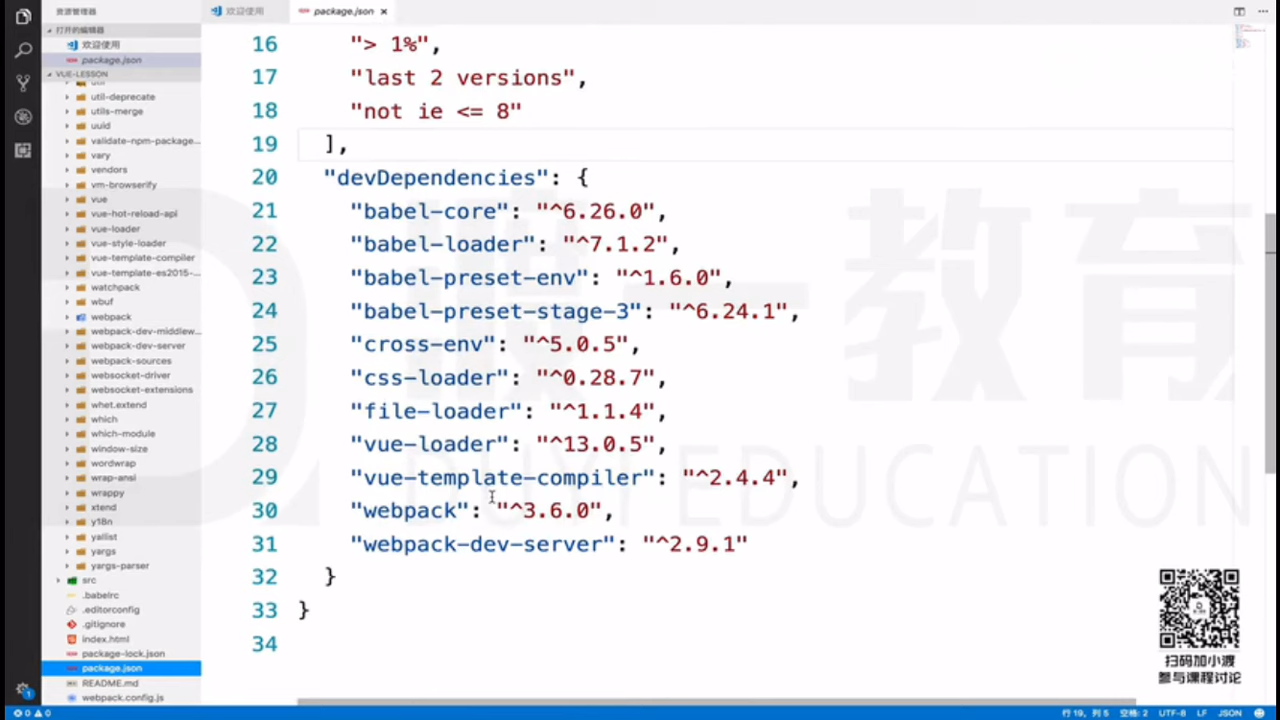 资源管理器
打开的编辑器
欢迎使用
package.json
VUE-LESSON
util
util-deprecate
utils-merge
uuid
validate-npm-package...
vary
vendors
vm-browserify
vue
vue-hot-reload-api
vue-loader
vue-style-loader
vue-template-compiler
vue-template-es2015-...
watchpack
wbuf
webpack
webpack-dev-middlew...
webpack-dev-server
webpack-sources
websocket-driver
websocket-extensions
whet.extend
which
which-module
window-size
wordwrap
wrap-ansi
wrappy
xtend
y18n
yallist
yargs
yargs-parser
src
.babelrc
.editorconfig
.gitignore
index.html
package-lock.json
package.json
README.md
webpack.config.js
欢迎使用
package.json ×
16 "> 1%",
17 "last 2 versions",
18 "not ie <= 8"
19 ],
20 "devDependencies": {
21 "babel-core": "^6.26.0",
22 "babel-loader": "^7.1.2",
23 "babel-preset-env": "^1.6.0",
24 "babel-preset-stage-3": "^6.24.1",
25 "cross-env": "^5.0.5",
26 "css-loader": "^0.28.7",
27 "file-loader": "^1.1.4",
28 "vue-loader": "^13.0.5",
29 "vue-template-compiler": "^2.4.4",
30 "webpack": "^3.6.0",
31 "webpack-dev-server": "^2.9.1"
32 }
33 }
34
渡一教育
DUYI EDUCATION
扫码加小渡
参与课程讨论
1
0 0
行 19，列 5 空格: 2 UTF-8 LF JSON